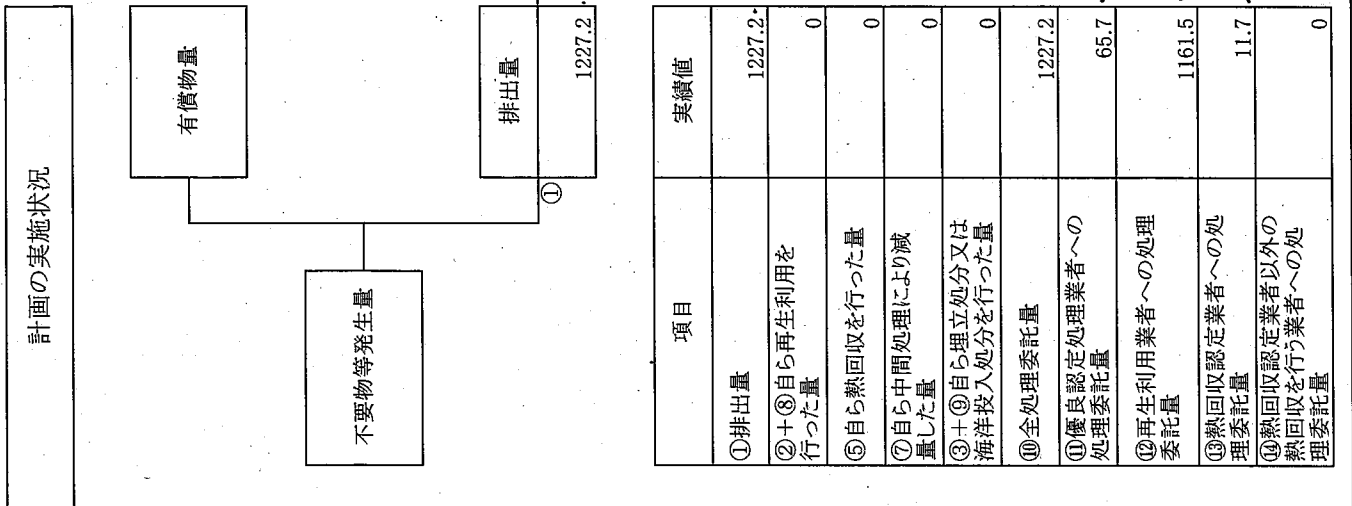 計画の実施状況
不要物等発生量
有償物量
①
排出量
1227.2
項目
実績値
①排出量
1227.2
②+⑧自ら再生利用を
行った量
0
⑤自ら熱回収を行った量
0
⑦自ら中間処理により減
量した量
0
③+⑨自ら埋立処分又は
海洋投入処分を行った量
0
⑩全処理委託量
1227.2
⑪優良認定処理業者への
処理委託量
65.7
⑫再生利用業者への処理
委託量
1161.5
⑬熱回収認定業者への処
理委託量
11.7
⑭熱回収認定業者以外の
熱回収を行う業者への処
理委託量
0